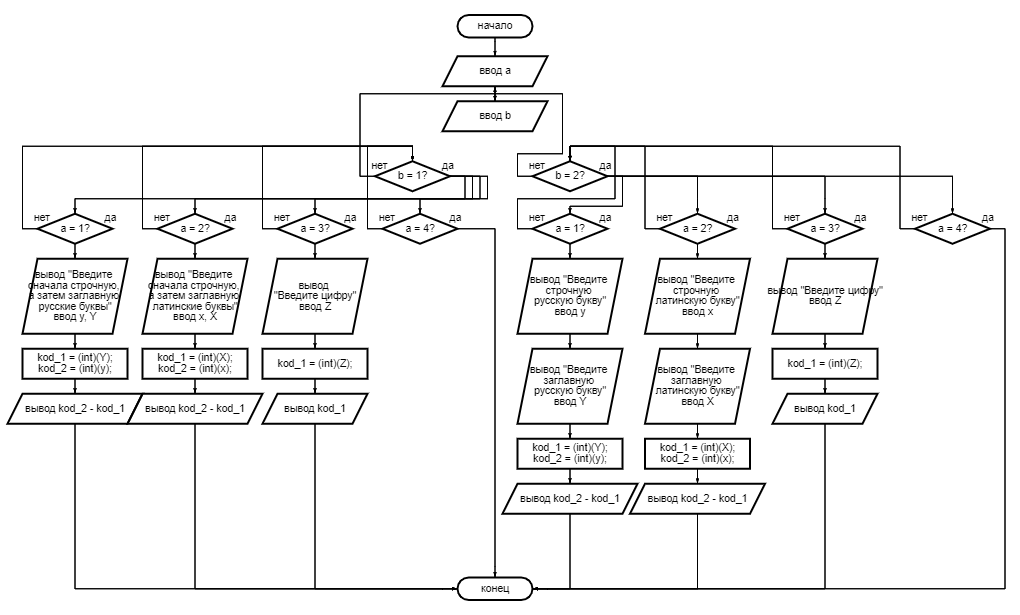 начало
ввод a
ввод b
нет
b = 1?
да
нет
b = 2?
да
нет
a = 1?
да
нет
a = 2?
да
нет
a = 3?
да
нет
a = 4?
да
нет
a = 1?
да
нет
a = 2?
да
нет
a = 3?
да
нет
a = 4?
да
вывод "Введите
сначала строчную,
а затем заглавную
русские буквы"
ввод y, Y
вывод "Введите
сначала строчную,
а затем заглавную
латинские буквы"
ввод x, X
вывод
"Введите цифру"
ввод Z
вывод "Введите
строчную
русскую букву"
ввод y
вывод "Введите
строчную
латинскую букву"
ввод x
вывод "Введите цифру"
ввод Z
kod_1 = (int)(Y);
kod_2 = (int)(y);
kod_1 = (int)(X);
kod_2 = (int)(x);
kod_1 = (int)(Z);
вывод "Введите
заглавную
русскую букву"
ввод Y
вывод "Введите
заглавную
латинскую букву"
ввод X
kod_1 = (int)(Z);
вывод kod_2 - kod_1
вывод kod_2 - kod_1
вывод kod_1
вывод kod_1
kod_1 = (int)(Y);
kod_2 = (int)(y);
kod_1 = (int)(X);
kod_2 = (int)(x);
вывод kod_2 - kod_1
вывод kod_2 - kod_1
конец